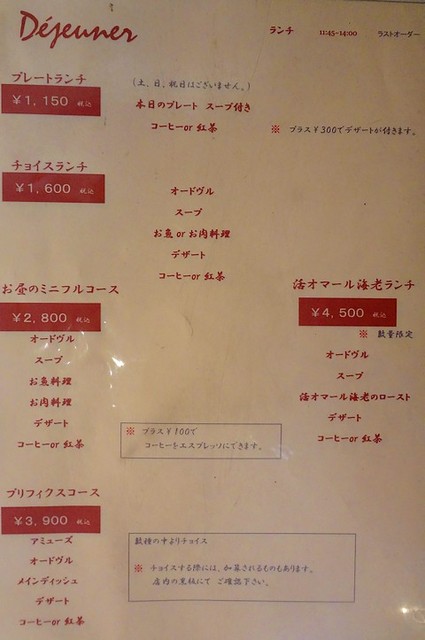 Déjeuner
ランチ 11:45-14:00 ラストオーダー
プレートランチ
¥1,150 税込
(土、日、祝日はございません。)
本日のプレート スープ付き
コーヒーor 紅茶
※ プラス¥300でデザートが付きます。
チョイスランチ
¥1,600 税込
オードヴル
スープ
お魚 or お肉料理
デザート
コーヒーor 紅茶
お昼のミニフルコース
¥2,800 税込
オードヴル
スープ
お魚料理
お肉料理
デザート
コーヒーor 紅茶
※ プラス¥100で
コーヒーをエスプレッソにできます。
活オマール海老ランチ
¥4,500 税込
※ 数量限定
オードヴル
スープ
活オマール海老のロースト
デザート
コーヒーor 紅茶
プリフィクスコース
¥3,900 税込
アミューズ
オードヴル
メインディッシュ
デザート
コーヒーor 紅茶
数種の中よりチョイス
※ チョイスする際には、加算されるものもあります。
店内の黒板にて ご確認下さい。